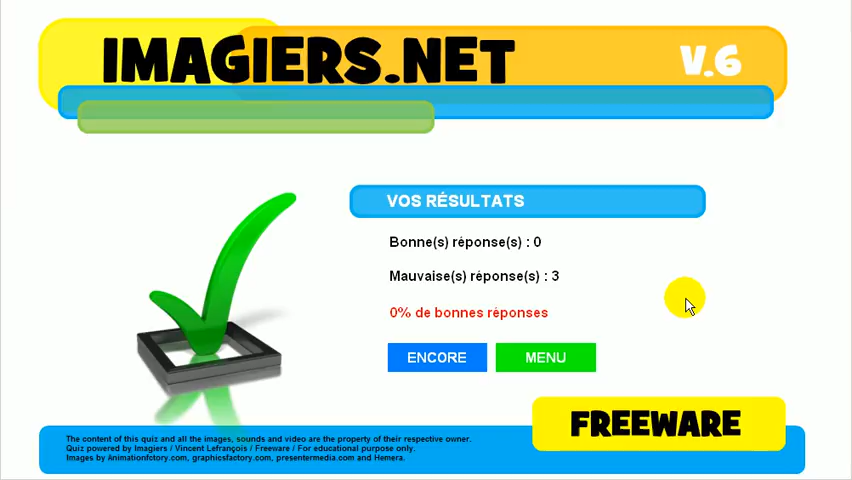 IMAGIERS.NET
V.6
VOS RÉSULTATS
Bonne(s) réponse(s) : 0
Mauvaise(s) réponse(s) : 3
0% de bonnes réponses
ENCORE
MENU
FREEWARE
The content of this quiz and all the images, sounds and video are the property of their respective owner.
Quiz powered by Imagiers / Vincent Lefrançois / Freeware / For educational purpose only.
Images by Animationfctory.com, graphicsfactory.com, presentermedia.com and Hemera.